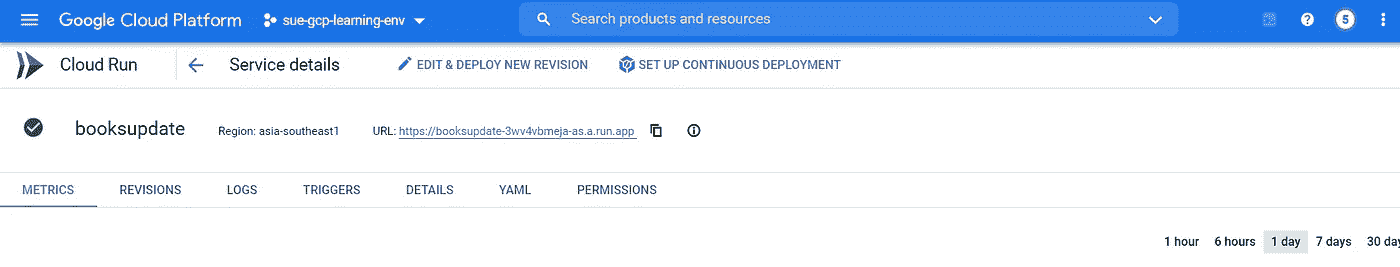 Google Cloud Platform sue-gcp-learning-env Search products and resources 5
Cloud Run Service details EDIT & DEPLOY NEW REVISION SET UP CONTINUOUS DEPLOYMENT
booksupdate Region: asia-southeast1 URL: https://booksupdate-3wv4vbmeja-as.a.run.app
METRICS REVISIONS LOGS TRIGGERS DETAILS YAML PERMISSIONS
1 hour 6 hours 1 day 7 days 30 day